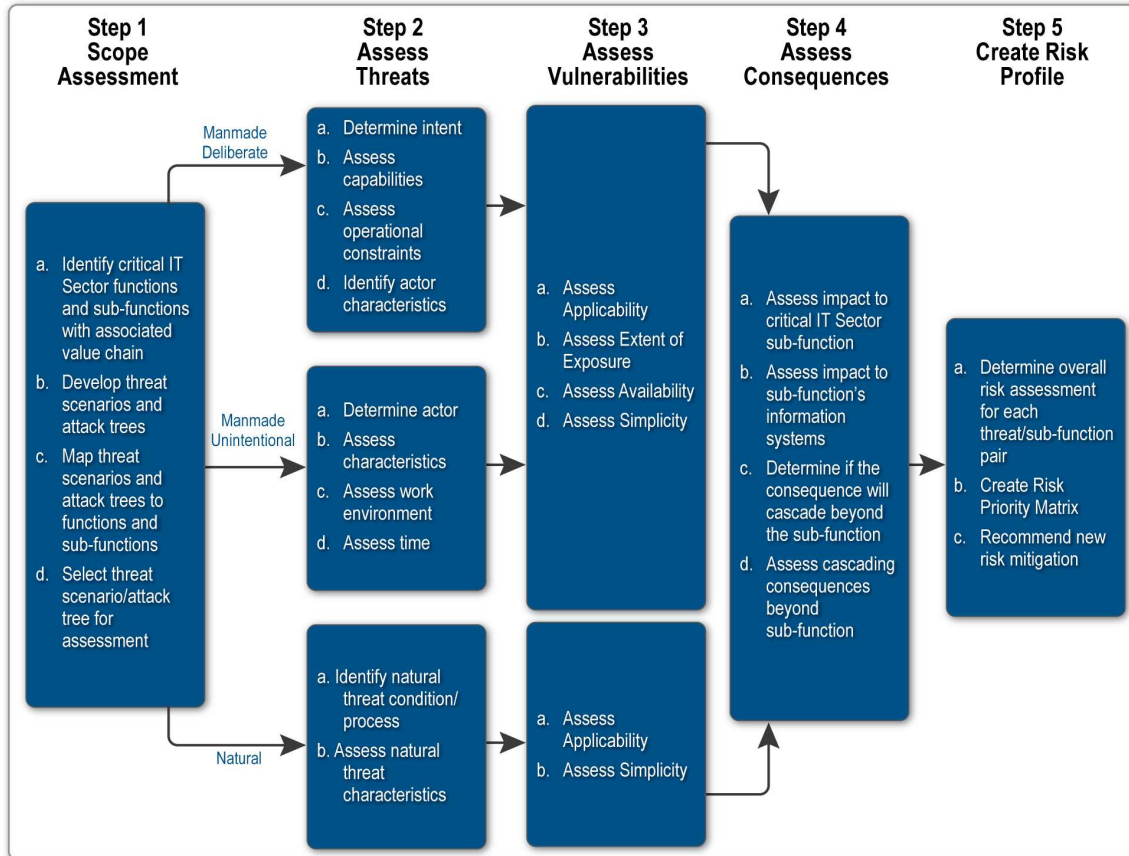 Step 1
Scope
Assessment
Step 2
Assess
Threats
Step 3
Assess
Vulnerabilities
Step 4
Assess
Consequences
Step 5
Create Risk
Profile
a. Identify critical IT
Sector functions
and sub-functions
with associated
value chain
b. Develop threat
scenarios and
attack trees
c. Map threat
scenarios and
attack trees to
functions and
sub-functions
d. Select threat
scenario/attack
tree for
assessment
Manmade
Deliberate
Manmade
Unintentional
Natural
a. Determine intent
b. Assess
capabilities
c. Assess
operational
constraints
d. Identify actor
characteristics
a. Determine actor
b. Assess
characteristics
c. Assess work
environment
d. Assess time
a. Identify natural
threat condition/
process
b. Assess natural
threat
characteristics
a. Assess
Applicability
b. Assess Extent of
Exposure
c. Assess Availability
d. Assess Simplicity
a. Assess
Applicability
b. Assess Simplicity
a. Assess impact to
critical IT Sector
sub-function
b. Assess impact to
sub-function's
information
systems
c. Determine if the
consequence will
cascade beyond
the sub-function
d. Assess cascading
consequences
beyond
sub-function
a. Determine overall
risk assessment
for each
threat/sub-function
pair
b. Create Risk
Priority Matrix
c. Recommend new
risk mitigation